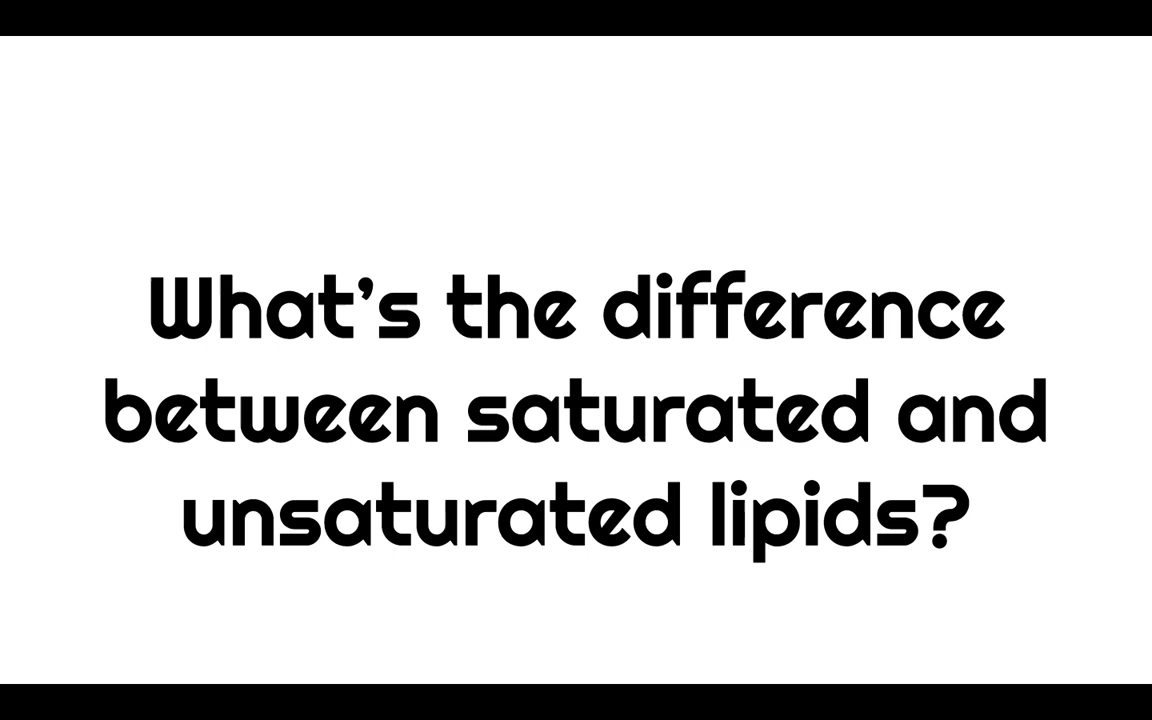 What’s the difference
between saturated and
unsaturated lipids?